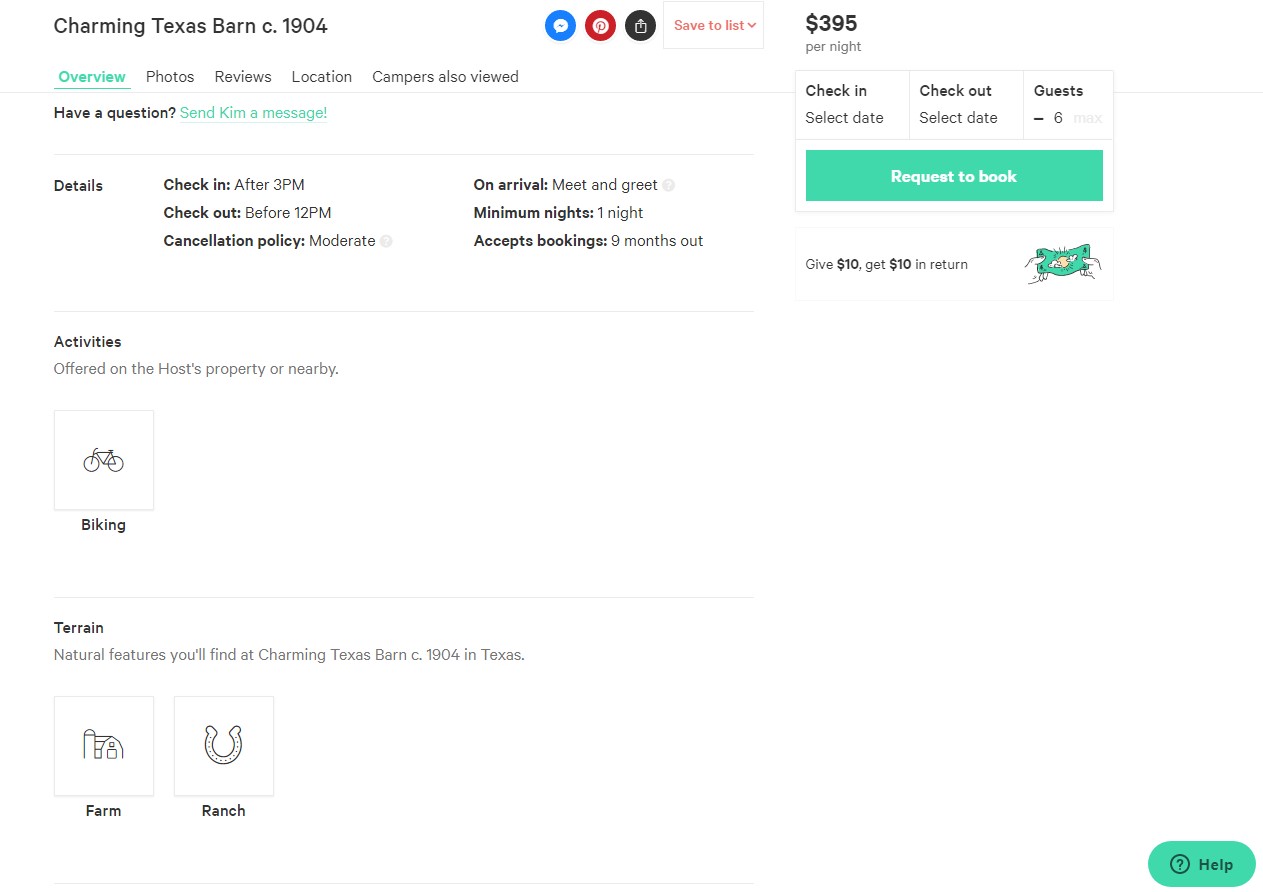 Charming Texas Barn c. 1904
Save to list
$395
per night
Overview Photos Reviews Location Campers also viewed
Check in Check out Guests
Select date Select date – 6 max
Have a question? Send Kim a message!
Request to book
Details
Check in: After 3PM
Check out: Before 12PM
Cancellation policy: Moderate ?
On arrival: Meet and greet ?
Minimum nights: 1 night
Accepts bookings: 9 months out
Give $10, get $10 in return
Activities
Offered on the Host's property or nearby.
Biking
Terrain
Natural features you'll find at Charming Texas Barn c. 1904 in Texas.
Farm Ranch
? Help